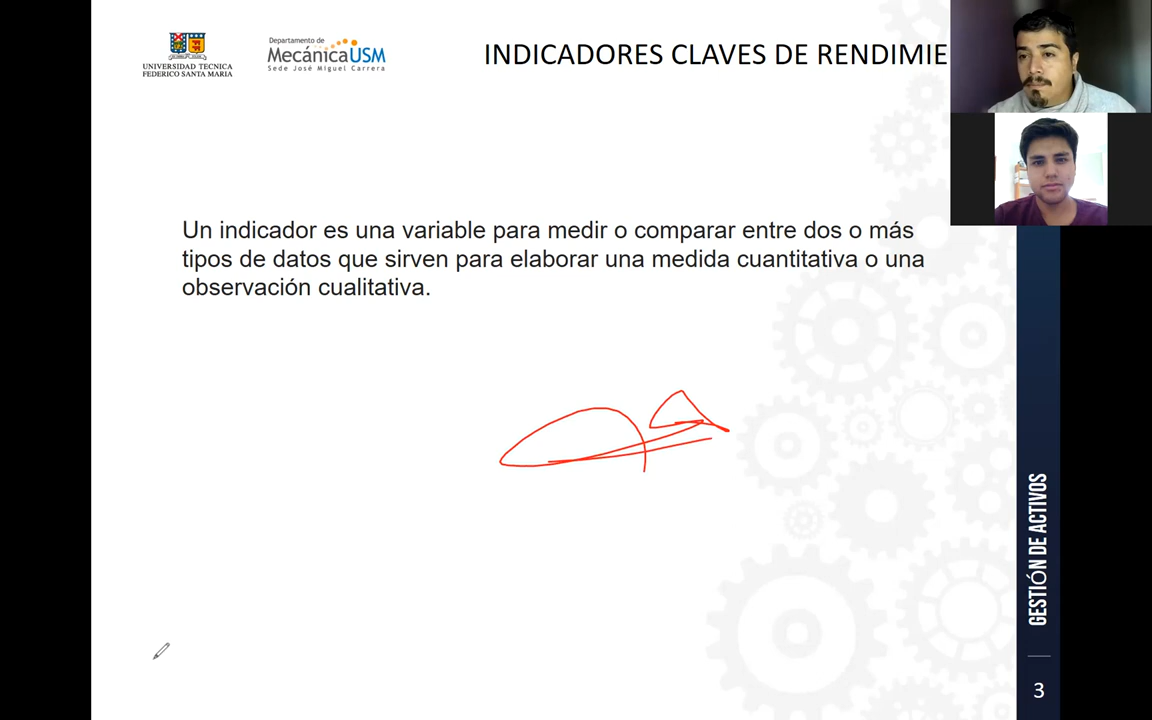 UNIVERSIDAD TECNICA
FEDERICO SANTA MARIA
Departamento de
MecánicaUSM
Sede José Miguel Carrera
INDICADORES CLAVES DE RENDIMIE
Un indicador es una variable para medir o comparar entre dos o más
tipos de datos que sirven para elaborar una medida cuantitativa o una
observación cualitativa.
GESTIÓN DE ACTIVOS
3